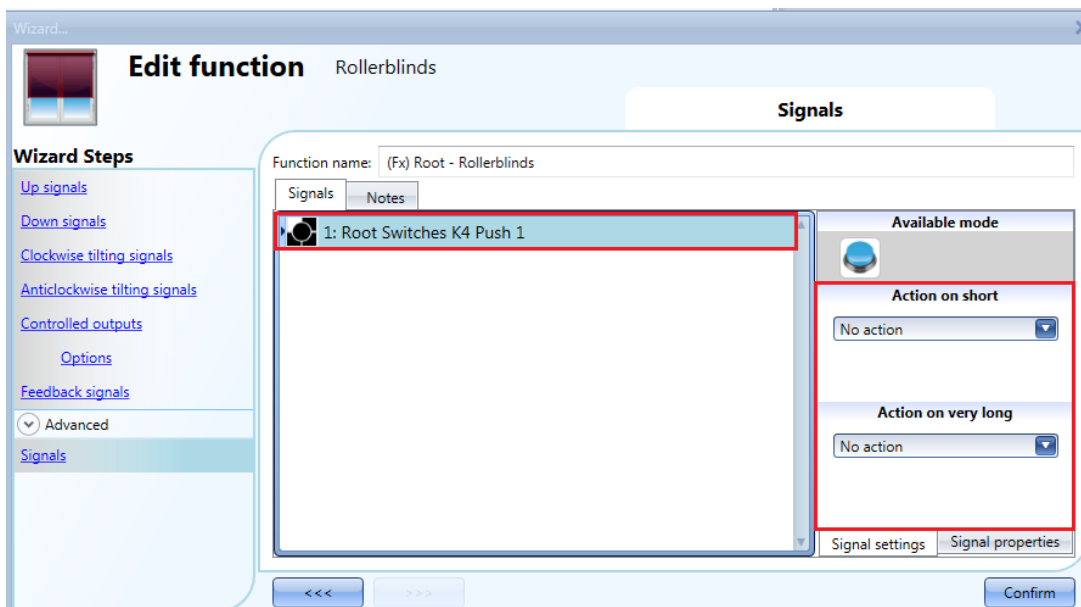 Wizard...
Edit function Rollerblinds
Signals
Wizard Steps
Up signals
Down signals
Clockwise tilting signals
Anticlockwise tilting signals
Controlled outputs
Options
Feedback signals
Advanced
Signals
Function name: (Fx) Root - Rollerblinds
Signals Notes
1: Root Switches K4 Push 1
Available mode
Action on short
No action
Action on very long
No action
Signal settings Signal properties
<<< >>> Confirm